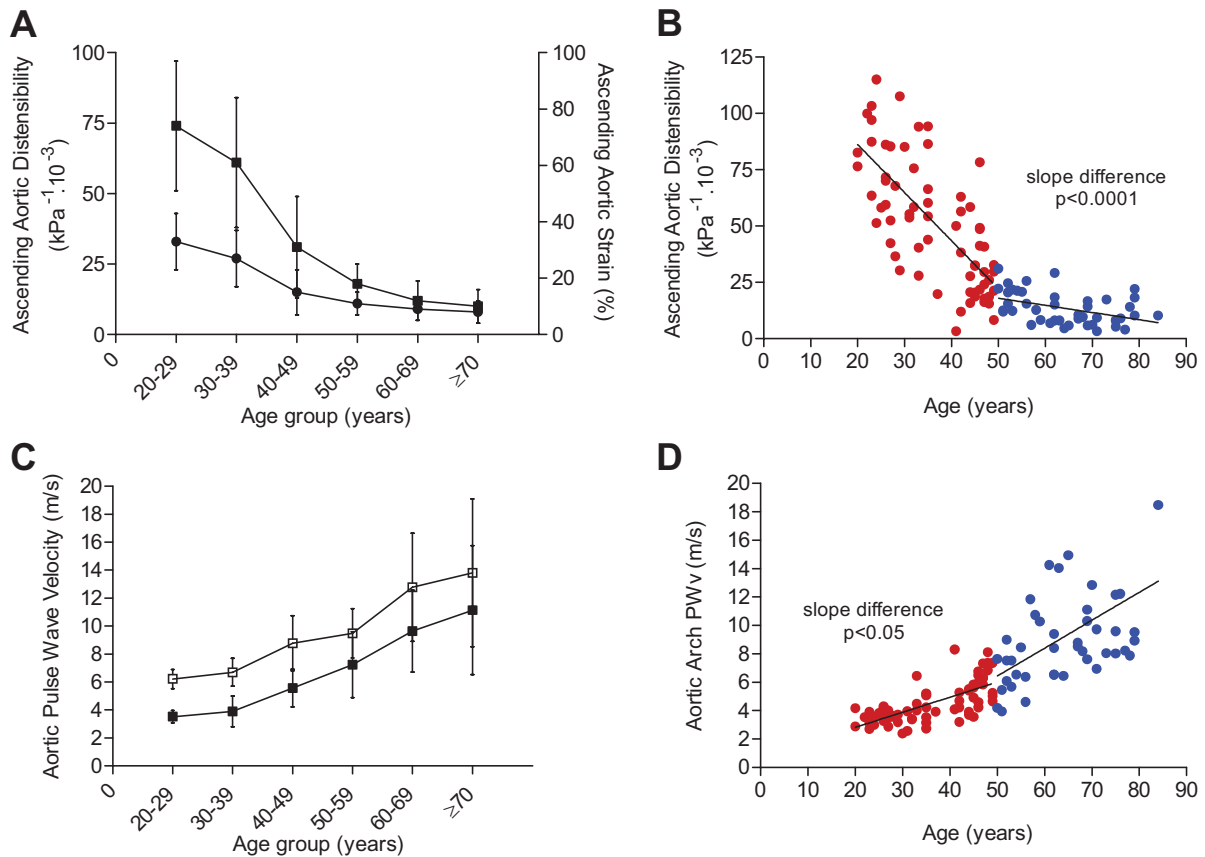 A
Ascending Aortic Distensibility
(kPa⁻¹.10⁻³)
100
75
50
25
0
100
80
60
40
20
0
Ascending Aortic Strain (%)
0
20-29
30-39
40-49
50-59
60-69
≥70
Age group (years)
B
Ascending Aortic Distensibility
(kPa⁻¹.10⁻³)
125
100
75
50
25
0
slope difference
p<0.0001
0 10 20 30 40 50 60 70 80 90
Age (years)
C
Aortic Pulse Wave Velocity (m/s)
20
18
16
14
12
10
8
6
4
2
0
0
20-29
30-39
40-49
50-59
60-69
≥70
Age group (years)
D
Aortic Arch PWv (m/s)
20
18
16
14
12
10
8
6
4
2
0
slope difference
p<0.05
0 10 20 30 40 50 60 70 80 90
Age (years)